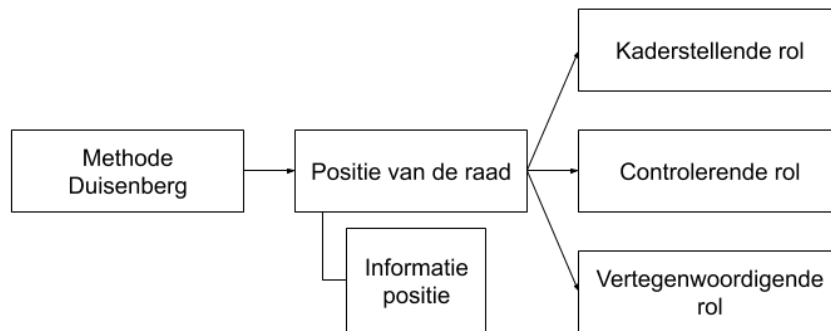 Methode
Duisenberg
Positie van de raad
Informatie
positie
Kaderstellende rol
Controlerende rol
Vertegenwoordigende
rol